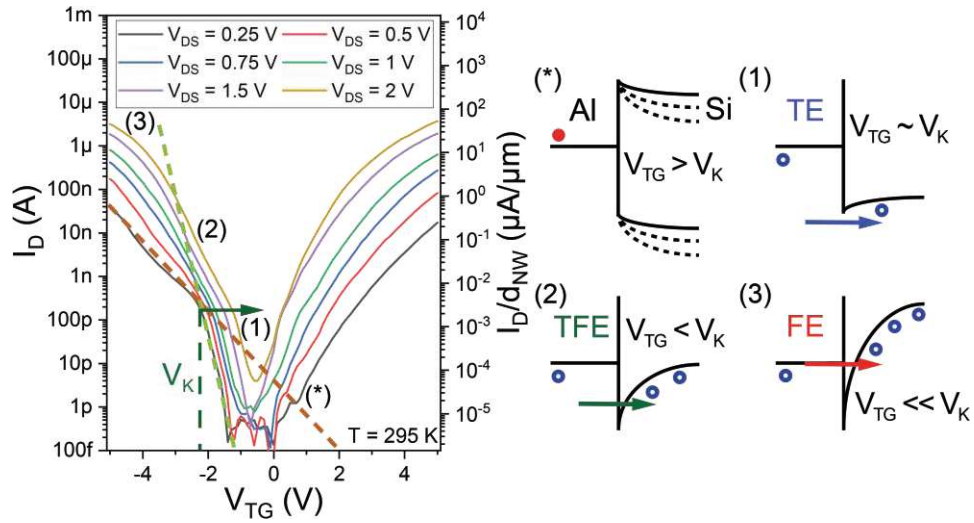 1m
100μ
10μ
1μ
100n
10n
1n
100p
10p
1p
100f
I_D (A)
V_DS = 0.25 V
V_DS = 0.5 V
V_DS = 0.75 V
V_DS = 1 V
V_DS = 1.5 V
V_DS = 2 V
(3)
(2)
(1)
(*)
V_K
T = 295 K
-4
-2
0
2
4
V_TG (V)
10^4
10^3
10^2
10^1
10^0
10^-1
10^-2
10^-3
10^-4
10^-5
I_D/d_NW (μA/μm)
(*)
Al
Si
V_TG > V_K
(1)
TE
V_TG ~ V_K
(2)
TFE
V_TG < V_K
(3)
FE
V_TG << V_K